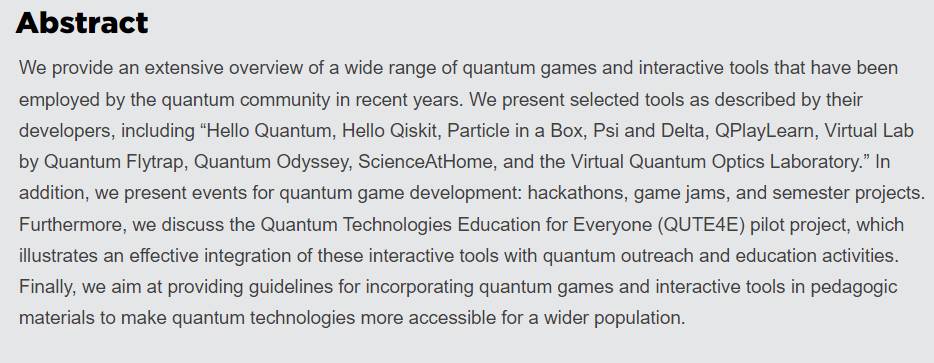 Abstract
We provide an extensive overview of a wide range of quantum games and interactive tools that have been
employed by the quantum community in recent years. We present selected tools as described by their
developers, including “Hello Quantum, Hello Qiskit, Particle in a Box, Psi and Delta, QPlayLearn, Virtual Lab
by Quantum Flytrap, Quantum Odyssey, ScienceAtHome, and the Virtual Quantum Optics Laboratory.” In
addition, we present events for quantum game development: hackathons, game jams, and semester projects.
Furthermore, we discuss the Quantum Technologies Education for Everyone (QUTE4E) pilot project, which
illustrates an effective integration of these interactive tools with quantum outreach and education activities.
Finally, we aim at providing guidelines for incorporating quantum games and interactive tools in pedagogic
materials to make quantum technologies more accessible for a wider population.